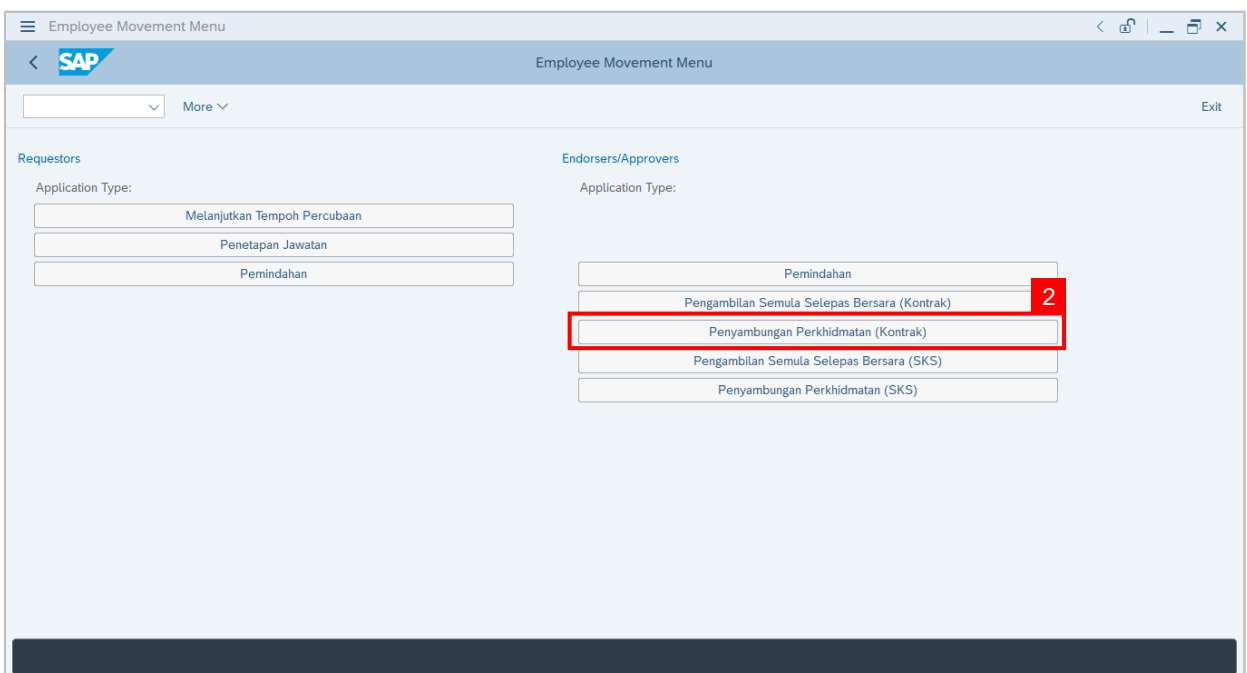 Employee Movement Menu
SAP
Employee Movement Menu
More
Exit
Requestors
Application Type:
Melanjutkan Tempoh Percubaan
Penetapan Jawatan
Pemindahan
Endorsers/Approvers
Application Type:
Pemindahan
Pengambilan Semula Selepas Bersara (Kontrak)
2
Penyambungan Perkhidmatan (Kontrak)
Pengambilan Semula Selepas Bersara (SKS)
Penyambungan Perkhidmatan (SKS)